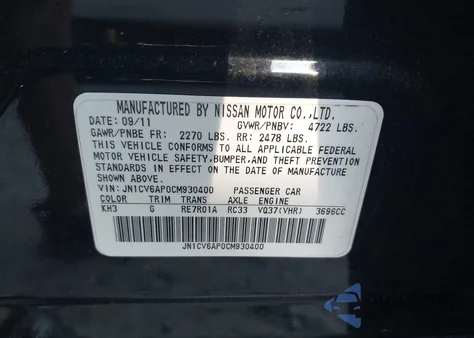 MANUFACTURED BY NISSAN MOTOR CO.,LTD.
DATE: 09/11 GVWR/PNBV: 4722 LBS.
GAWR/PNBE FR: 2270 LBS. RR: 2478 LBS.
THIS VEHICLE CONFORMS TO ALL APPLICABLE FEDERAL
MOTOR VEHICLE SAFETY, BUMPER, AND THEFT PREVENTION
STANDARDS IN EFFECT ON THE DATE OF MANUFACTURE
SHOWN ABOVE.
VIN: JN1CV6AP0CM930400 PASSENGER CAR
COLOR TRIM TRANS AXLE ENGINE
KH3 G RE7R01A RC33 VQ37(VHR) 3696CC
JN1CV6AP0CM930400